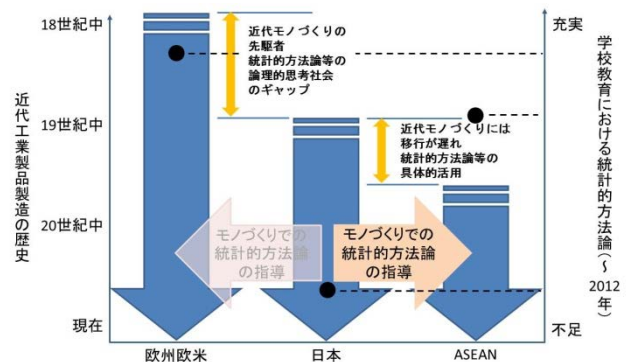 18世紀中
19世紀中
20世紀中
現在
近代工業製品製造の歴史
近代モノづくりの
先駆者
統計的方法論等の
論理的思考社会
のギャップ
近代モノづくりには
移行が遅れ
統計的方法論等の
具体的活用
モノづくりでの
統計的方法論
の指導
モノづくりでの
統計的方法論
の指導
充実
不足
学校教育における統計的方法論(~
2012
年)
欧州欧米
日本
ASEAN